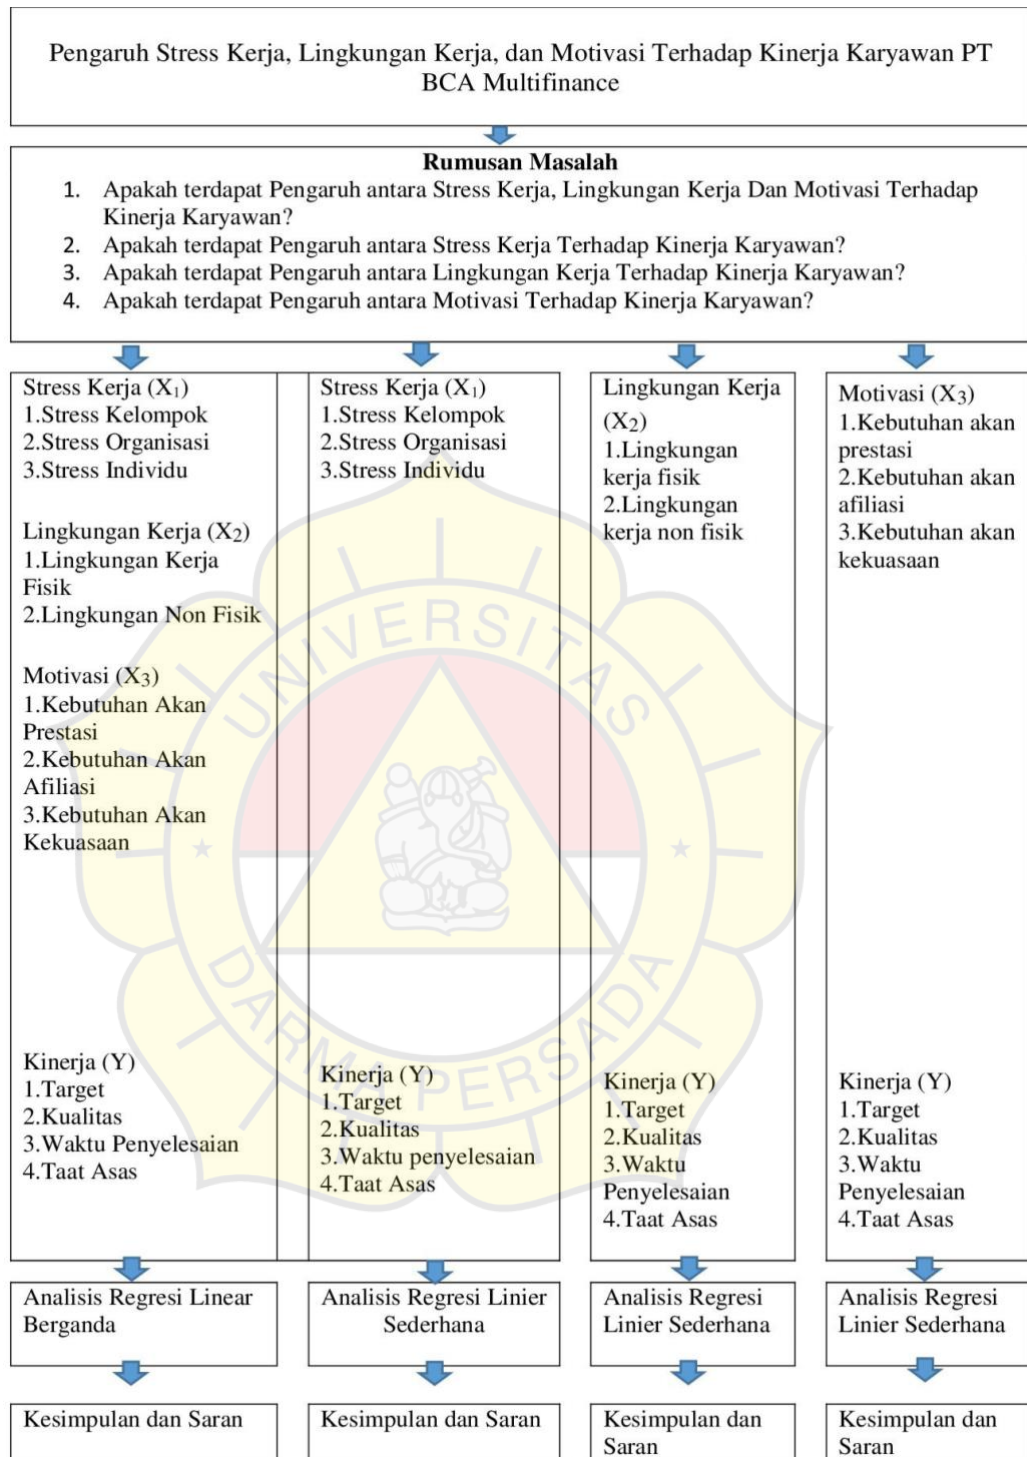 Pengaruh Stress Kerja, Lingkungan Kerja, dan Motivasi Terhadap Kinerja Karyawan PT
BCA Multifinance
Rumusan Masalah
1. Apakah terdapat Pengaruh antara Stress Kerja, Lingkungan Kerja Dan Motivasi Terhadap
Kinerja Karyawan?
2. Apakah terdapat Pengaruh antara Stress Kerja Terhadap Kinerja Karyawan?
3. Apakah terdapat Pengaruh antara Lingkungan Kerja Terhadap Kinerja Karyawan?
4. Apakah terdapat Pengaruh antara Motivasi Terhadap Kinerja Karyawan?
Stress Kerja (X₁)
1.Stress Kelompok
2.Stress Organisasi
3.Stress Individu
Lingkungan Kerja (X₂)
1.Lingkungan Kerja
Fisik
2.Lingkungan Non Fisik
Motivasi (X₃)
1.Kebutuhan Akan
Prestasi
2.Kebutuhan Akan
Afiliasi
3.Kebutuhan Akan
Kekuasaan
Kinerja (Y)
1.Target
2.Kualitas
3.Waktu Penyelesaian
4.Taat Asas
Stress Kerja (X₁)
1.Stress Kelompok
2.Stress Organisasi
3.Stress Individu
Kinerja (Y)
1.Target
2.Kualitas
3.Waktu penyelesaian
4.Taat Asas
Lingkungan Kerja
(X₂)
1.Lingkungan
kerja fisik
2.Lingkungan
kerja non fisik
Kinerja (Y)
1.Target
2.Kualitas
3.Waktu
Penyelesaian
4.Taat Asas
Motivasi (X₃)
1.Kebutuhan akan
prestasi
2.Kebutuhan akan
afiliasi
3.Kebutuhan akan
kekuasaan
Kinerja (Y)
1.Target
2.Kualitas
3.Waktu
Penyelesaian
4.Taat Asas
Analisis Regresi Linear
Berganda
Analisis Regresi Linier
Sederhana
Analisis Regresi
Linier Sederhana
Analisis Regresi
Linier Sederhana
Kesimpulan dan Saran
Kesimpulan dan Saran
Kesimpulan dan
Saran
Kesimpulan dan
Saran
UNIVERSITAS
DARMA PERSADA